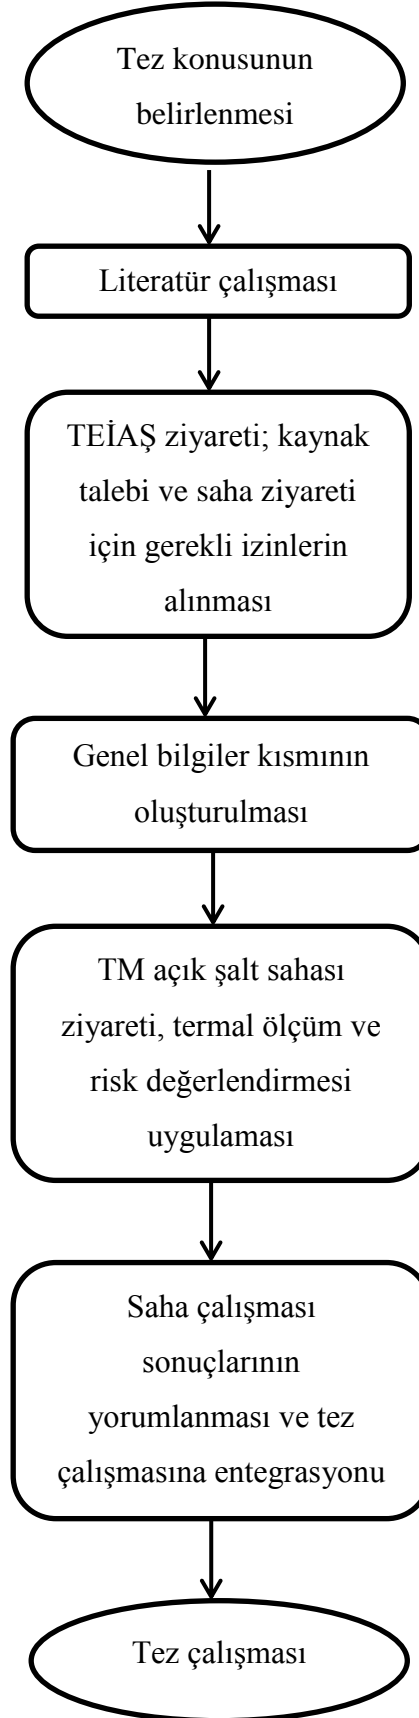 Tez konusunun
belirlenmesi
Literatür çalışması
TEİAŞ ziyareti; kaynak
talebi ve saha ziyareti
için gerekli izinlerin
alınması
Genel bilgiler kısmının
oluşturulması
TM açık şalt sahası
ziyareti, termal ölçüm ve
risk değerlendirmesi
uygulaması
Saha çalışması
sonuçlarının
yorumlanması ve tez
çalışmasına entegrasyonu
Tez çalışması